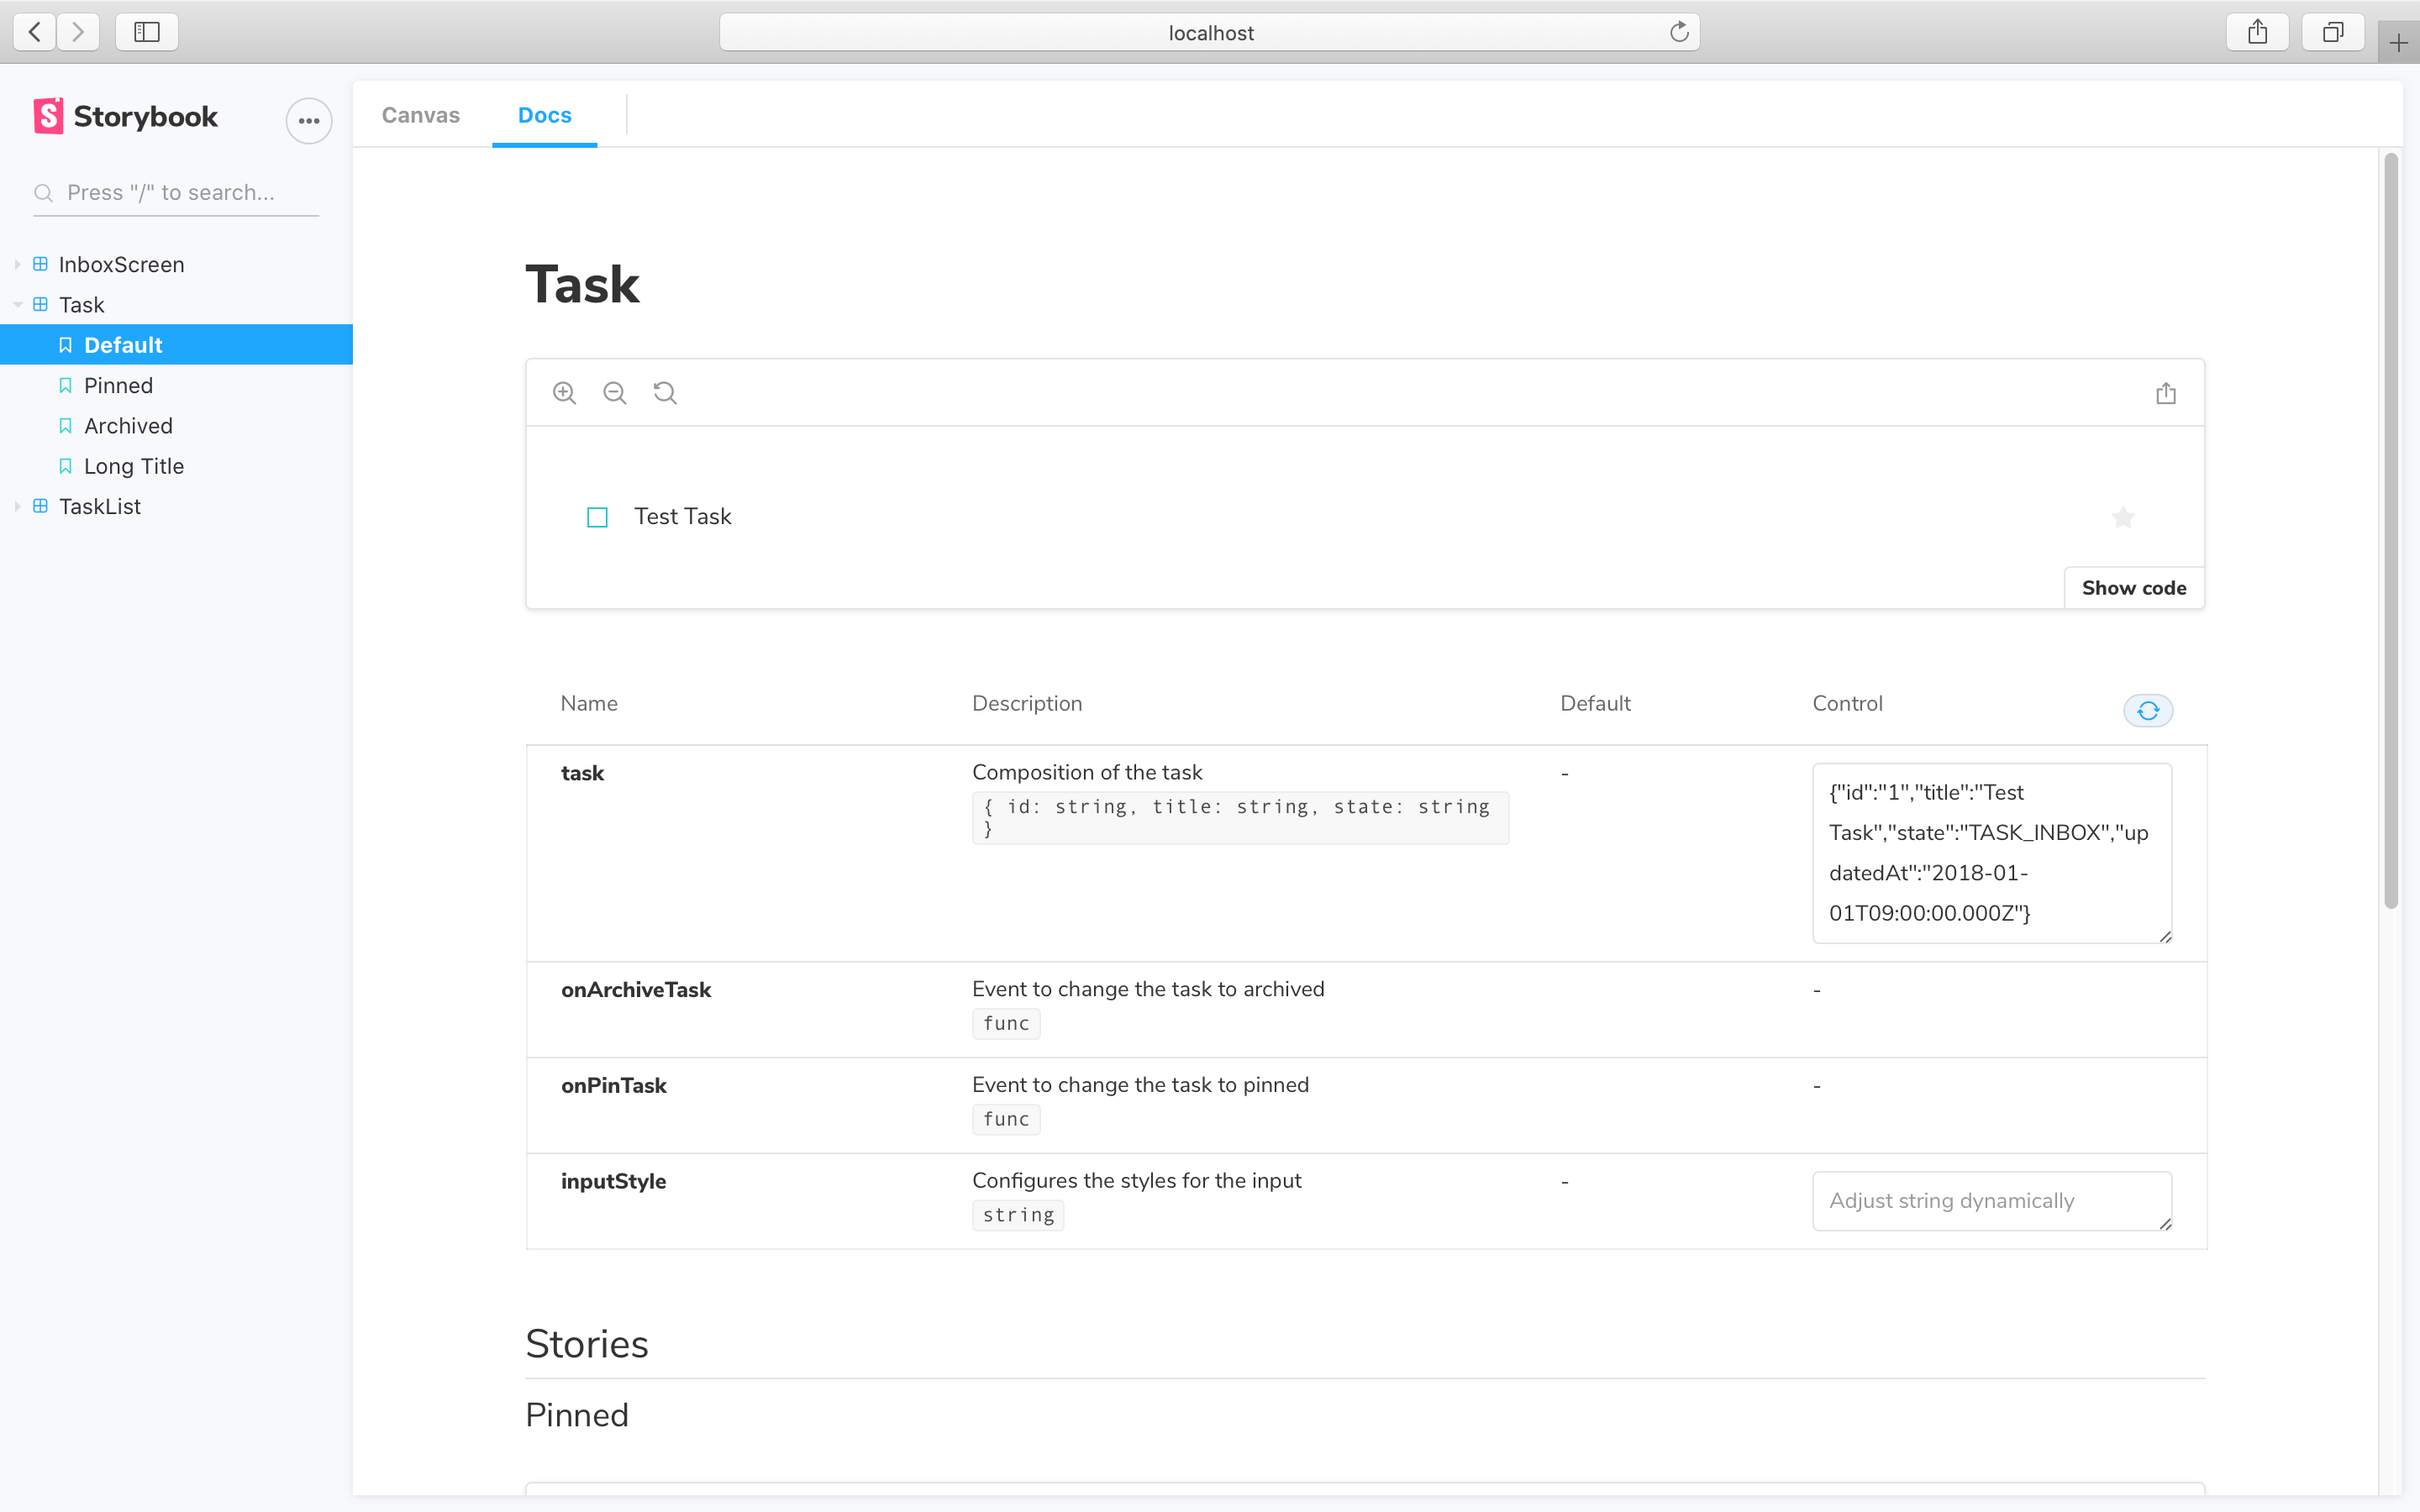 localhost
Storybook
Press "/" to search...
InboxScreen
Task
Default
Pinned
Archived
Long Title
TaskList
Canvas
Docs
Task
Test Task
Show code
Name Description Default Control
task
Composition of the task
{ id: string, title: string, state: string
}
-
{"id":"1","title":"Test
Task","state":"TASK_INBOX","up
datedAt":"2018-01-
01T09:00:00.000Z"}
onArchiveTask
Event to change the task to archived
func
-
onPinTask
Event to change the task to pinned
func
-
inputStyle
Configures the styles for the input
string
-
Adjust string dynamically
Stories
Pinned